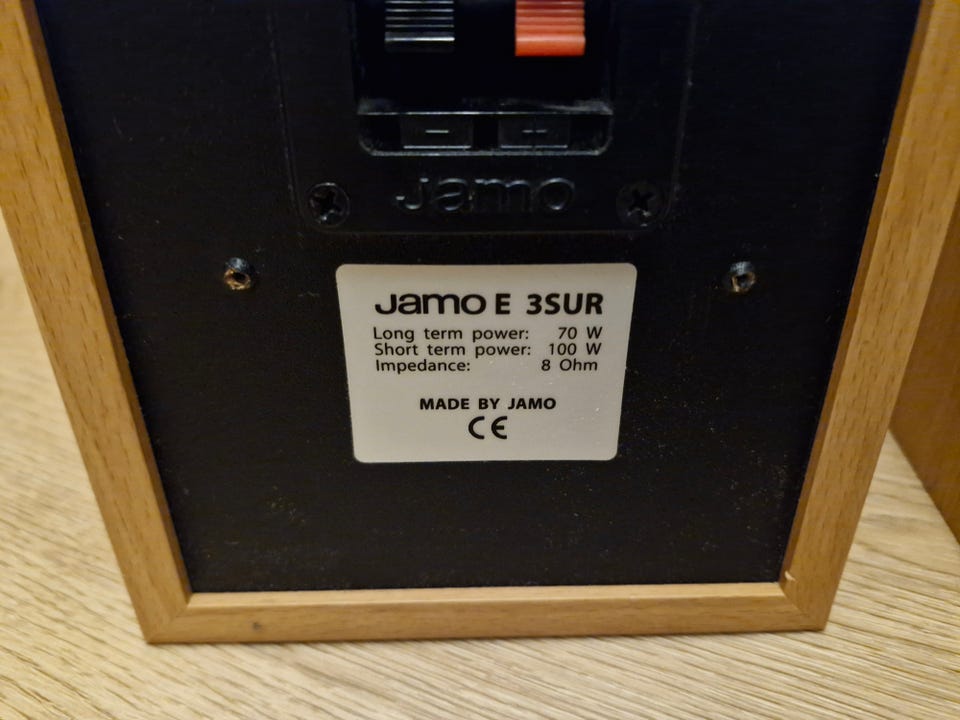 - +
Jamo
Jamo E 3SUR
Long term power: 70 W
Short term power: 100 W
Impedance: 8 Ohm
MADE BY JAMO
CE